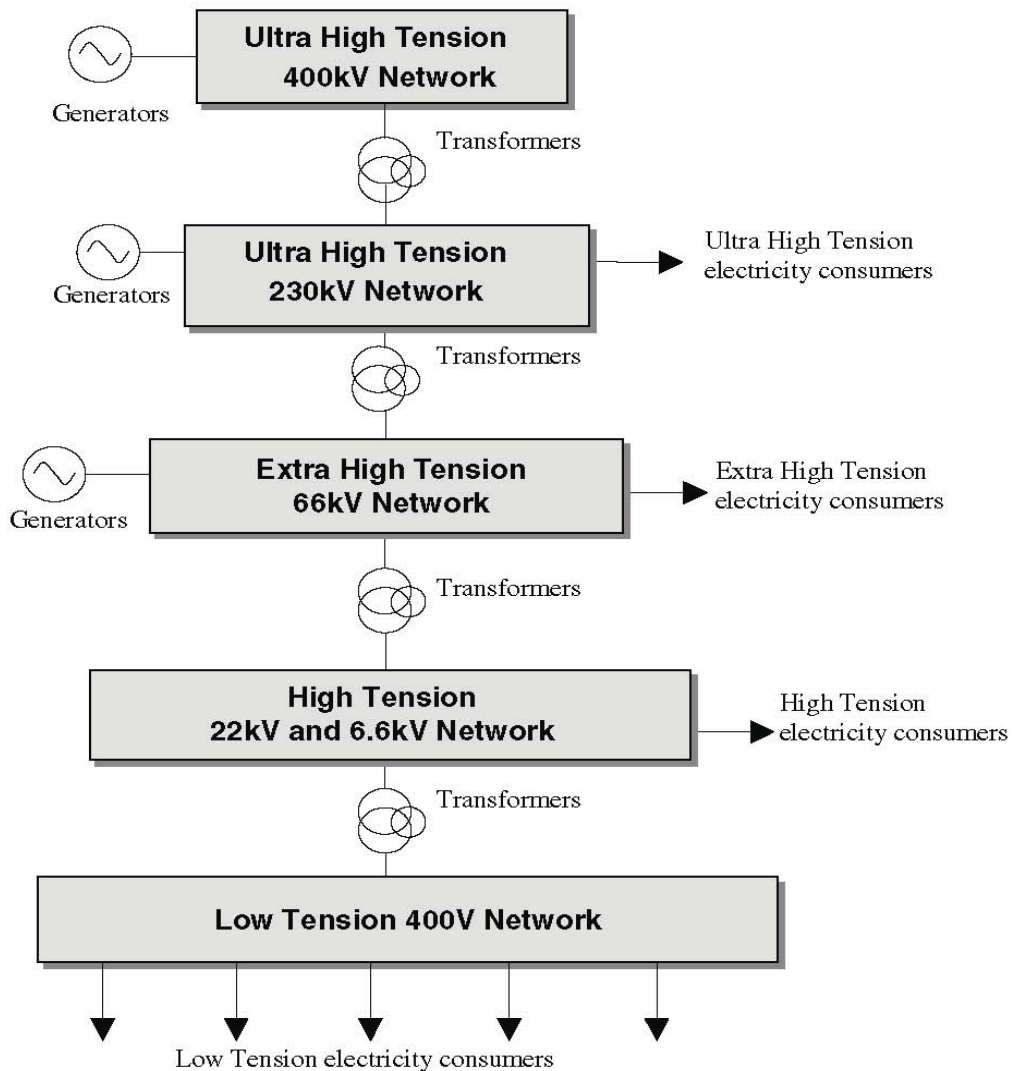 Ultra High Tension
400kV Network
Generators
Transformers
Ultra High Tension
230kV Network
Generators
Ultra High Tension
electricity consumers
Transformers
Extra High Tension
66kV Network
Generators
Extra High Tension
electricity consumers
Transformers
High Tension
22kV and 6.6kV Network
High Tension
electricity consumers
Transformers
Low Tension 400V Network
Low Tension electricity consumers